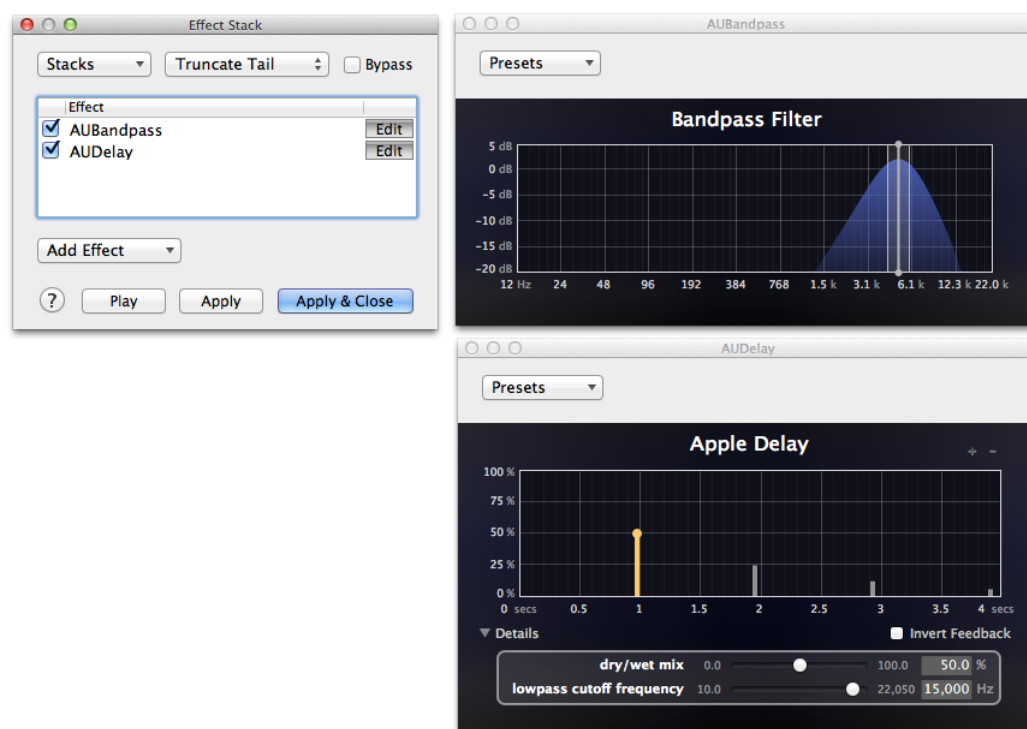 Effect Stack
Stacks Truncate Tail Bypass
Effect
AUBandpass Edit
AUDelay Edit
Add Effect
? Play Apply Apply & Close
AUBandpass
Presets
Bandpass Filter
5 dB
0 dB
-5 dB
-10 dB
-15 dB
-20 dB
12 Hz 24 48 96 192 384 768 1.5 k 3.1 k 6.1 k 12.3 k 22.0 k
AUDelay
Presets
Apple Delay
+ -
100 %
75 %
50 %
25 %
0 %
0 secs 0.5 1 1.5 2 2.5 3 3.5 4 secs
Details Invert Feedback
dry/wet mix 0.0 100.0 50.0 %
lowpass cutoff frequency 10.0 22,050 15,000 Hz